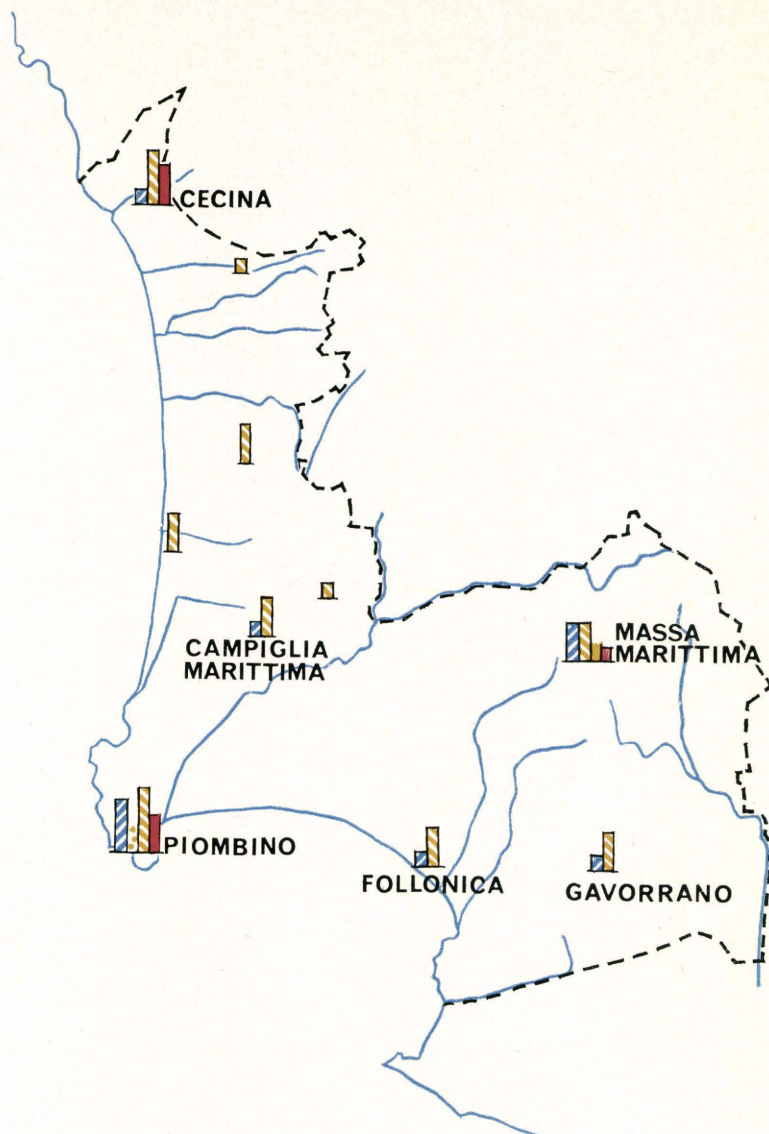 CECINA
CAMPIGLIA
MARITTIMA
MASSA
MARITTIMA
PIOMBINO
FOLLONICA
GAVORRANO